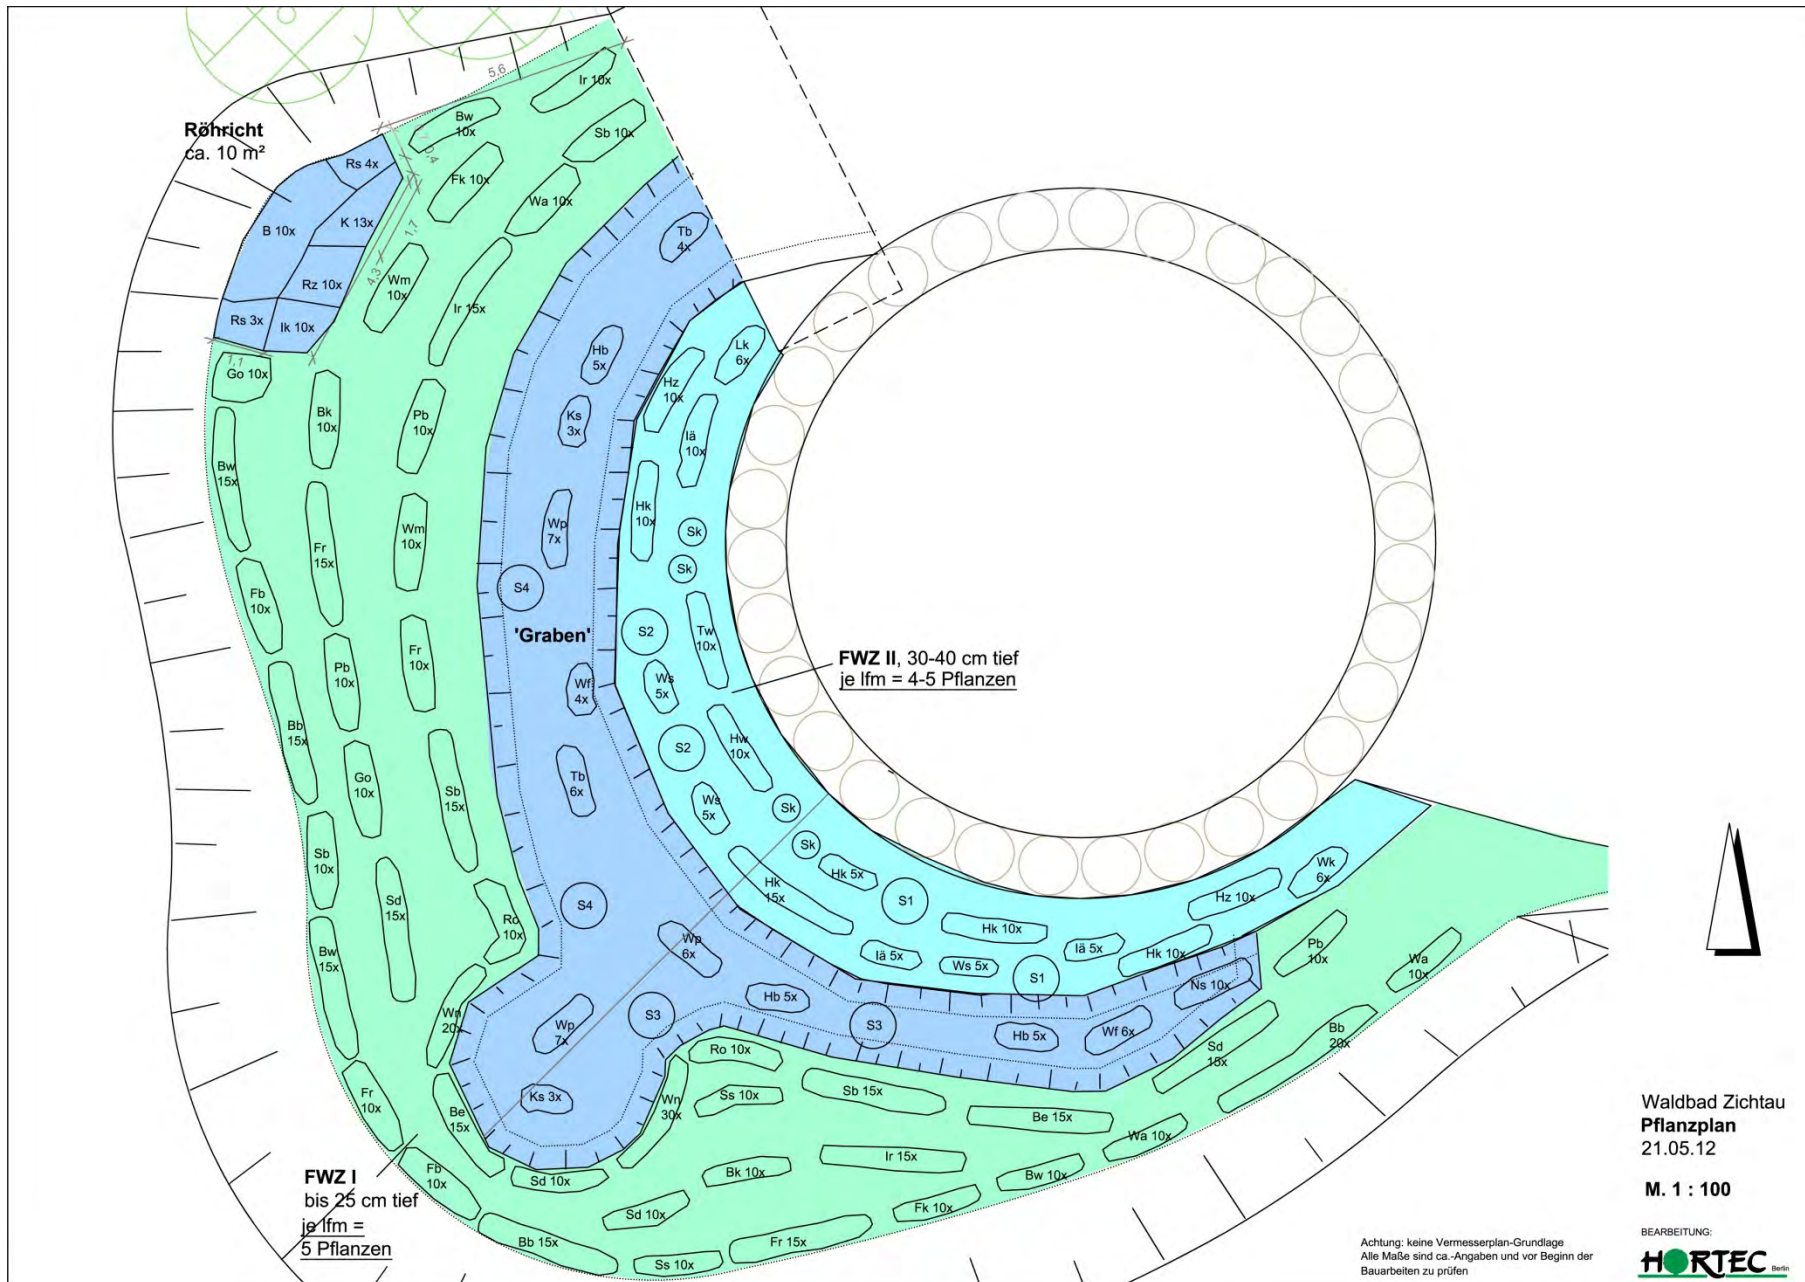 5,6
Ir 10x
Bw
10x
Sb 10x
Röhricht
ca. 10 m²
Rs 4x
0,4
Fk 10x
Wa 10x
B 10x
K 13x
1,7
Tb
4x
4,3
Rz 10x
Wm
10x
Ir 15x
Rs 3x
Ik 10x
1,1
Go 10x
Hb
5x
Lk
6x
Hz
10x
Bk
10x
Pb
10x
Ks
3x
Iä
10x
Bw
15x
Hk
10x
Wp
7x
Sk
Wm
10x
Fr
15x
Sk
S4
Fb
10x
'Graben'
S2
Tw
10x
Fr
10x
Pb
10x
FWZ II, 30-40 cm tief
je lfm = 4-5 Pflanzen
Wf
4x
Ws
5x
Bb
15x
Hw
10x
S2
Go
10x
Tb
6x
Sb
15x
Ws
5x
Sk
Sb
10x
Sk
Hk 5x
Hk
15x
S1
Wk
6x
Hz 10x
Sd
15x
S4
Ro
10x
Hk 10x
Bw
15x
Wp
6x
Iä 5x
Iä 5x
Hk 10x
Pb
10x
Ws 5x
S1
Wa
10x
Wn
20x
Wp
7x
S3
Hb 5x
S3
Hb 5x
Wf 6x
Ns 10x
Sd
15x
Bb
20x
Ro 10x
Fr
10x
Be
15x
Ks 3x
Wn
30x
Ss 10x
Sb 15x
Be 15x
Wa 10x
Ir 15x
Fb
10x
Sd 10x
Bk 10x
Bw 10x
FWZ I
bis 25 cm tief
je lfm =
5 Pflanzen
Sd 10x
Fk 10x
Bb 15x
Ss 10x
Fr 15x
Waldbad Zichtau
Pflanzplan
21.05.12
M. 1 : 100
BEARBEITUNG:
HORTEC Berlin
Achtung: keine Vermesserplan-Grundlage
Alle Maße sind ca.-Angaben und vor Beginn der
Bauarbeiten zu prüfen